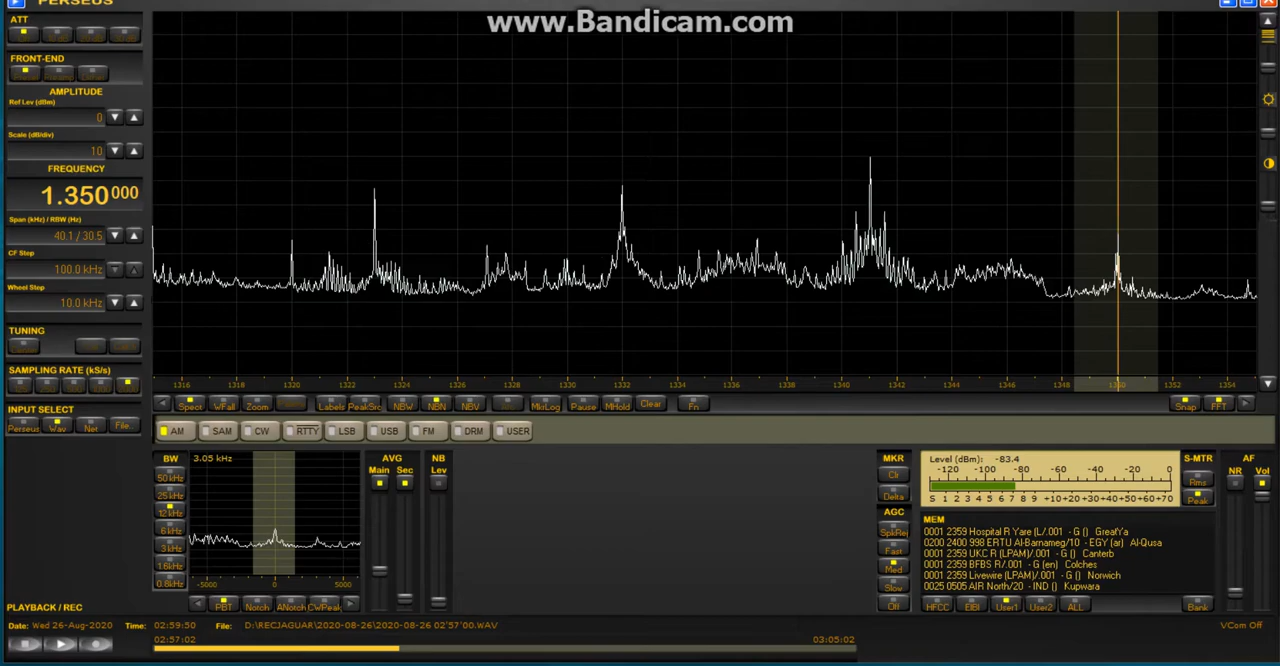 PERSEUS
www.Bandicam.com
ATT
FRONT-END
AMPLITUDE
Ref Lev (dBm)
0
Scale (dB/div)
10
FREQUENCY
1.350000
Span (kHz) / RBW (Hz)
40.1 / 30.5
CF Step
100.0 kHz
Wheel Step
10.0 kHz
TUNING
SAMPLING RATE (kS/s)
INPUT SELECT
Perseus Wav Net File..
1316 1320 1322 1324 1326 1328 1330 1332 1334 1336 1338 1340 1342 1344 1346 1348 1350 1352 1354
< Spect WFall Zoom Labels PeakSrc NBW NBN NBV MkrLog Pause MHold Clear Fn Snap FFT >
AM SAM CW RTTY LSB USB FM DRM USER
BW
50 kHz
25 kHz
12 kHz
6 kHz
3 kHz
1.6kHz
0.8kHz
3.05 kHz
-5000 0 5000
< PBT Notch ANotch CWPeak >
AVG
Main Sec
NB
Lev
MKR
Clr
Delta
AGC
SpkRej
Fast
Med
Slow
Off
Level (dBm): -83.4
-120 -100 -80 -60 -40 -20 0
S 1 2 3 4 5 6 7 8 9 +10 +20 +30 +40 +50 +60 +70
S-MTR
Rms
Peak
AF
NR Vol
MEM
0001 2359 Hospital R Yare (L/.001 - G () GreatYa
0200 2400 998 ERTU Al-Barnameg/10 - EGY (ar) Al-Qusa
0001 2359 UKC R (LPAM)/.001 - G () Canterb
0001 2359 BFBS R/.001 - G (en) Colches
0001 2359 Livewire (LPAM)/.001 - G () Norwich
0025 0505 AIR North/20 - IND () Kupwara
HFCC EIBI User1 User2 ALL Bank
PLAYBACK / REC
Date: Wed 26-Aug-2020 Time: 02:59:50 File: D:\RECJAGUAR\2020-08-26\2020-08-26 02'57'00.WAV VCom Off
02:57:02 03:05:02